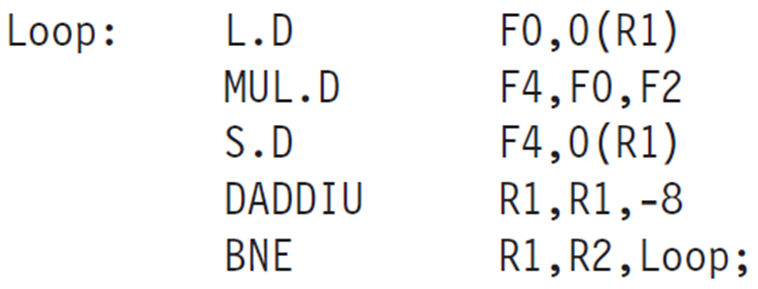 Loop: L.D F0,0(R1)
MUL.D F4,F0,F2
S.D F4,0(R1)
DADDIU R1,R1,-8
BNE R1,R2,Loop;